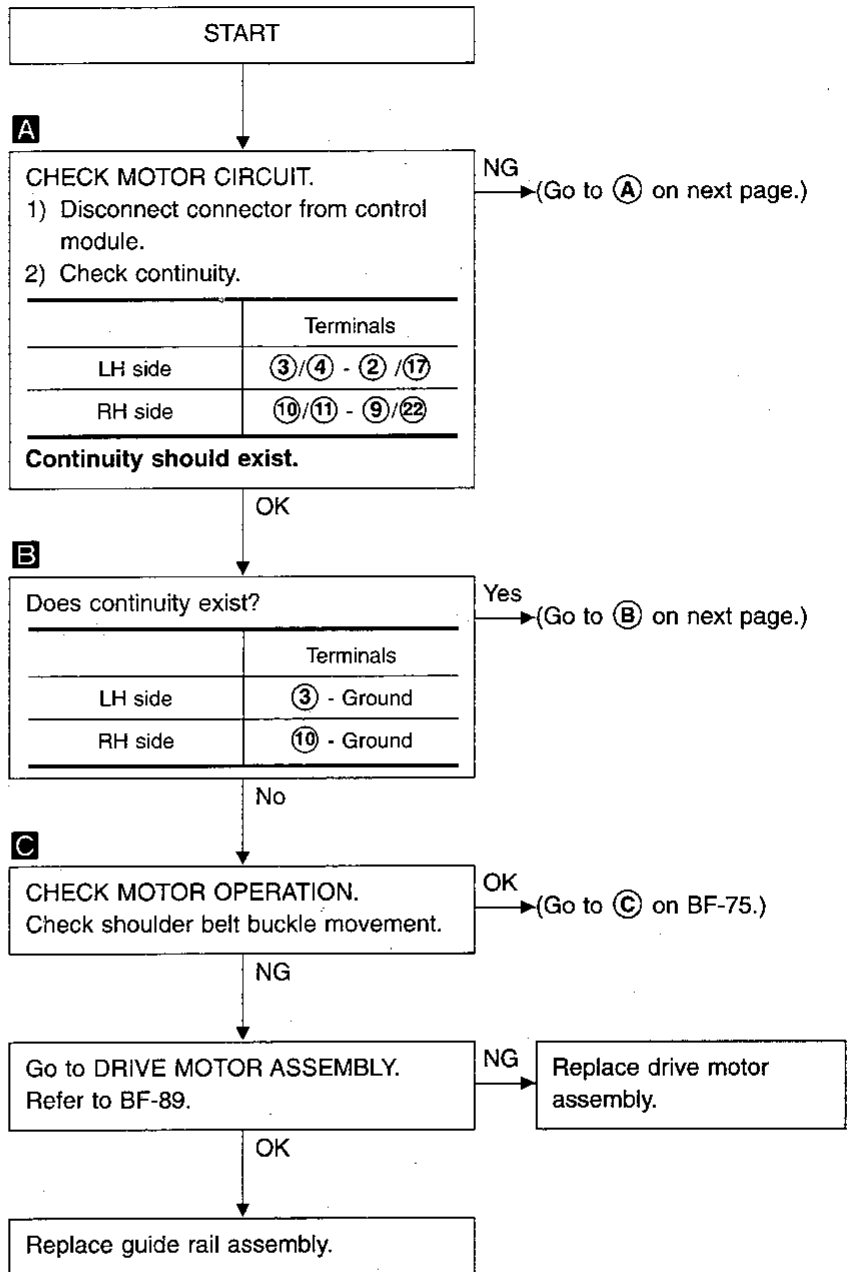 START
A
CHECK MOTOR CIRCUIT.
1) Disconnect connector from control
module.
2) Check continuity.
Terminals
LH side ③/④ - ② /⑰
RH side ⑩/⑪ - ⑨/㉒
Continuity should exist.
NG
(Go to Ⓐ on next page.)
OK
B
Does continuity exist?
Terminals
LH side ③ - Ground
RH side ⑩ - Ground
Yes
(Go to Ⓑ on next page.)
No
C
CHECK MOTOR OPERATION.
Check shoulder belt buckle movement.
OK
(Go to Ⓒ on BF-75.)
NG
Go to DRIVE MOTOR ASSEMBLY.
Refer to BF-89.
NG
Replace drive motor
assembly.
OK
Replace guide rail assembly.